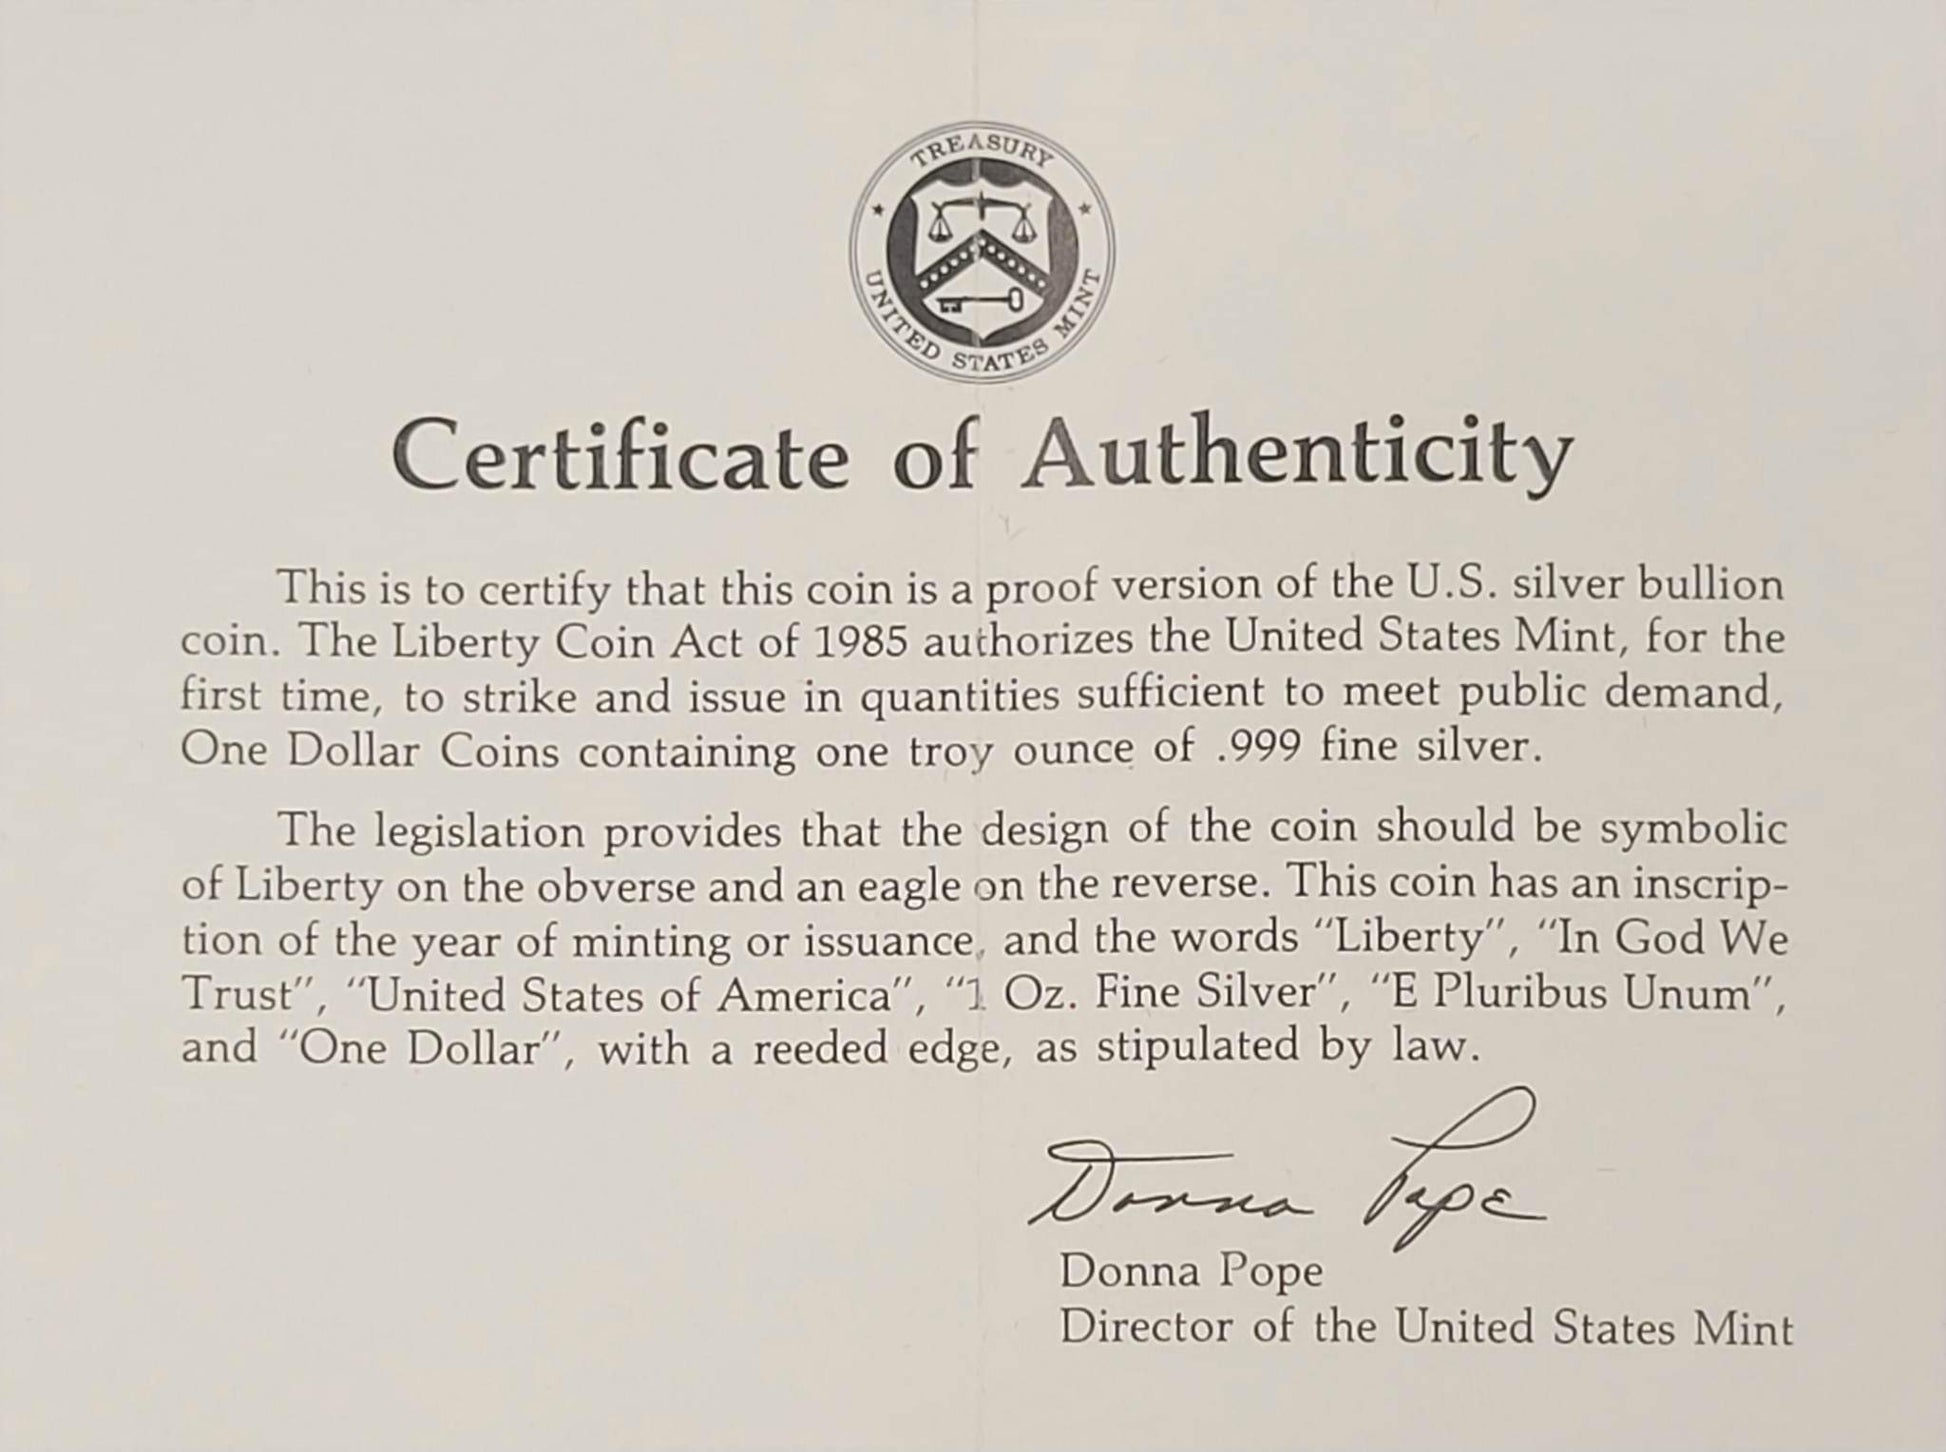 TREASURY
UNITED STATES MINT
Certificate of Authenticity
This is to certify that this coin is a proof version of the U.S. silver bullion
coin. The Liberty Coin Act of 1985 authorizes the United States Mint, for the
first time, to strike and issue in quantities sufficient to meet public demand,
One Dollar Coins containing one troy ounce of .999 fine silver.
The legislation provides that the design of the coin should be symbolic
of Liberty on the obverse and an eagle on the reverse. This coin has an inscrip-
tion of the year of minting or issuance, and the words “Liberty”, “In God We
Trust”, “United States of America”, “1 Oz. Fine Silver”, “E Pluribus Unum”,
and “One Dollar”, with a reeded edge, as stipulated by law.
Donna Pope
Donna Pope
Director of the United States Mint